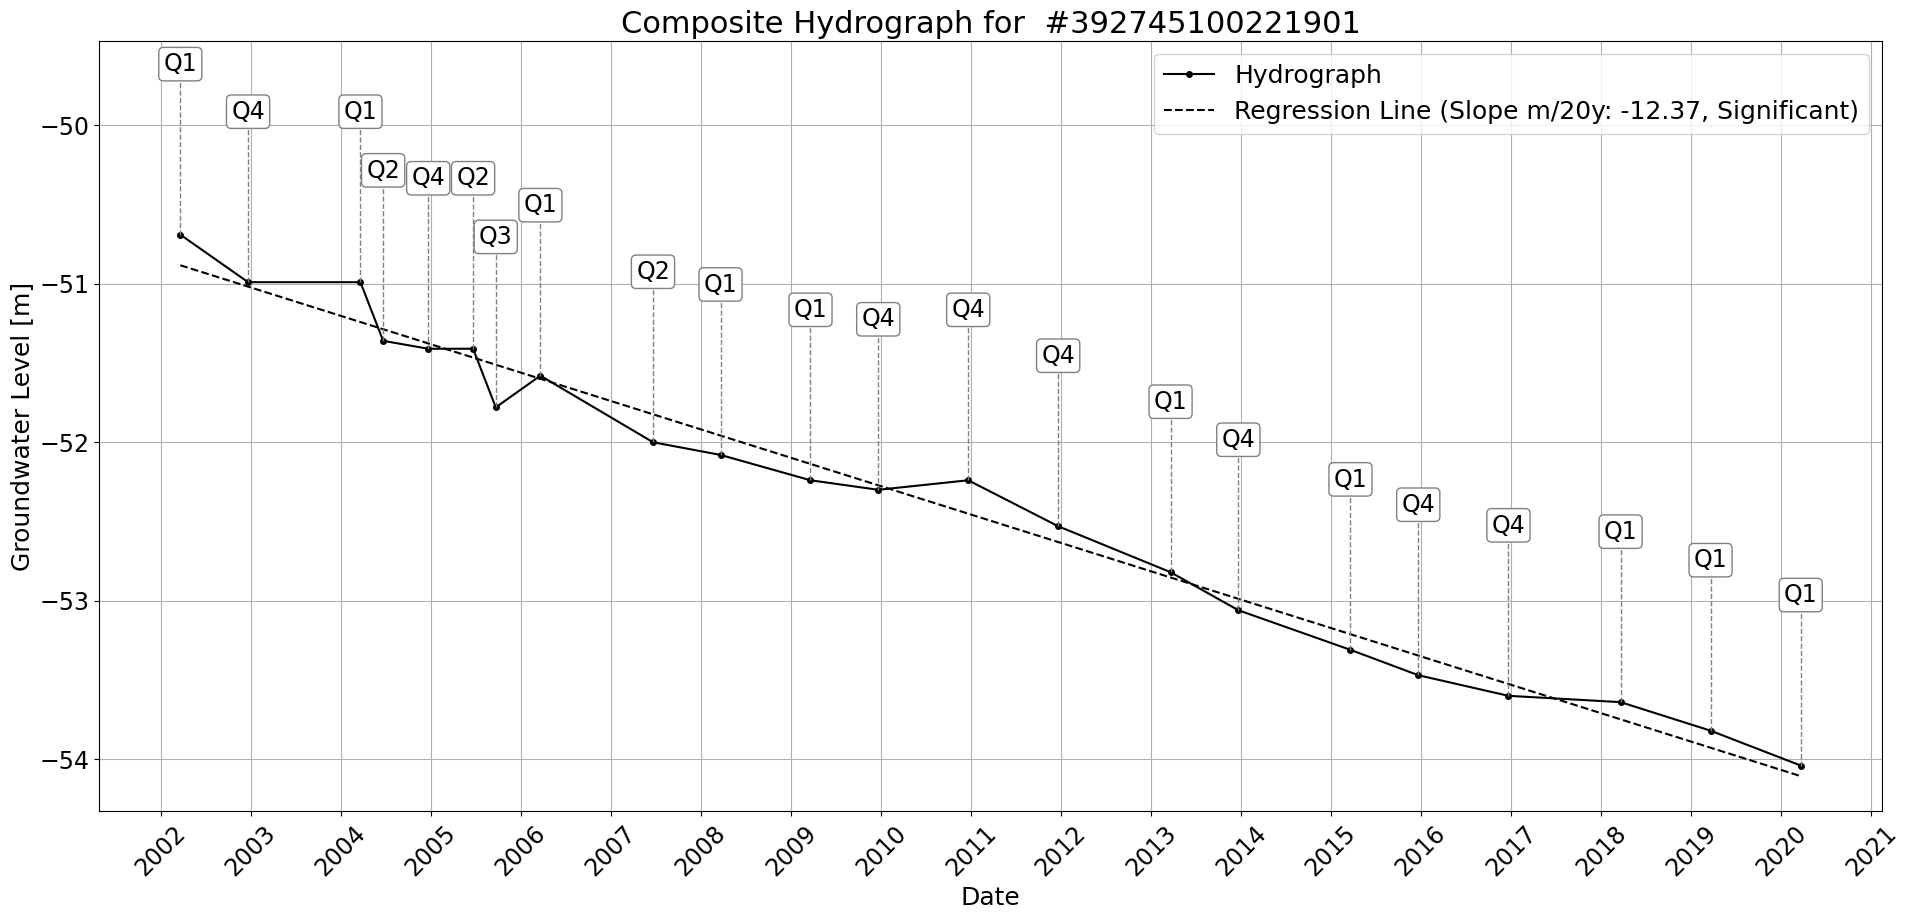 Composite Hydrograph for  #392745100221901
Hydrograph
Regression Line (Slope m/20y: -12.37, Significant)
Q1
Q4
Q1
Q2
Q4
Q2
Q3
Q1
Q2
Q1
Q1
Q4
Q4
Q4
Q1
Q4
Q1
Q4
Q4
Q1
Q1
Q1
−50
−51
−52
−53
−54
Groundwater Level [m]
2002
2003
2004
2005
2006
2007
2008
2009
2010
2011
2012
2013
2014
2015
2016
2017
2018
2019
2020
2021
Date